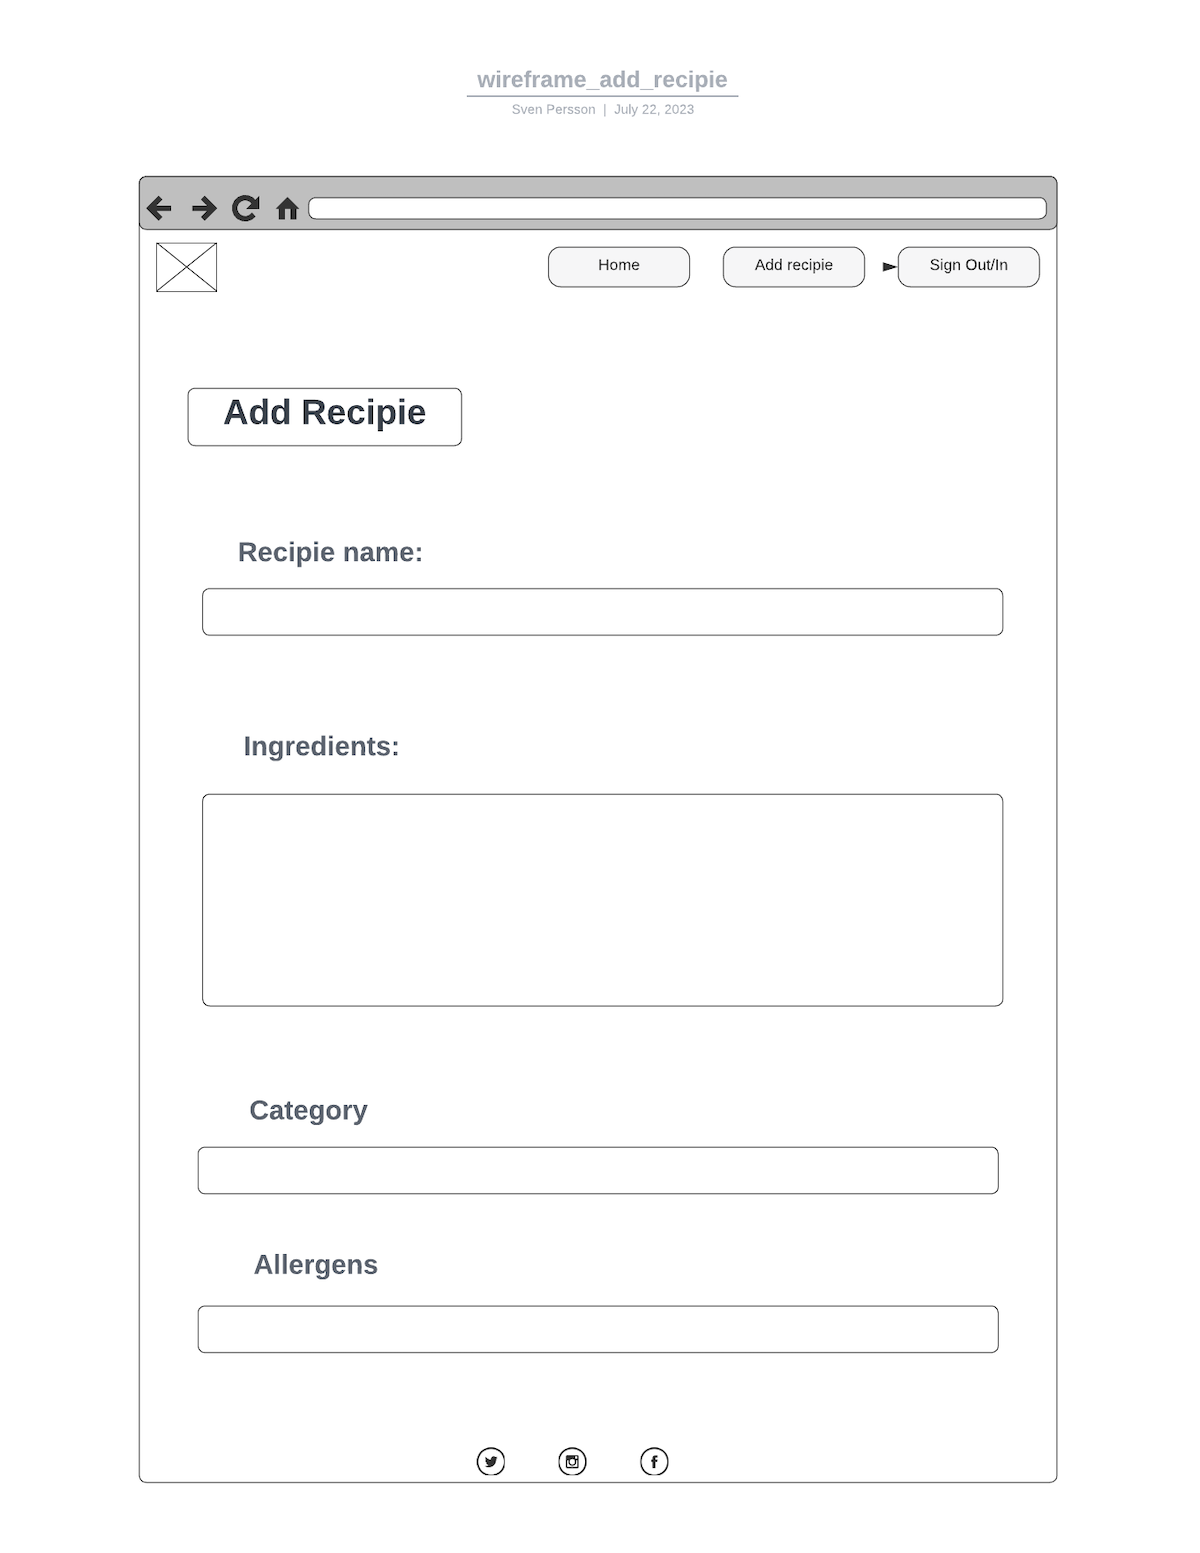 wireframe_add_recipie
Sven Persson | July 22, 2023
Home
Add recipie
Sign Out/In
Add Recipie
Recipie name:
Ingredients:
Category
Allergens